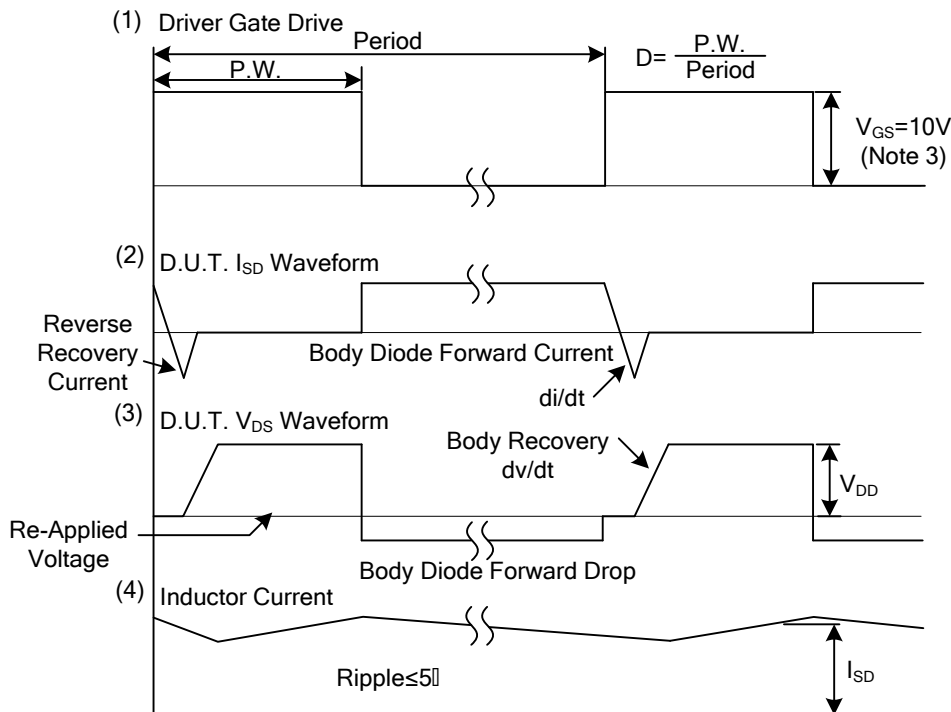 (1) Driver Gate Drive
Period
P.W.
D= P.W.
Period
VGS=10V
(Note 3)
(2) D.U.T. ISD Waveform
Reverse
Recovery
Current
Body Diode Forward Current
di/dt
(3) D.U.T. VDS Waveform
Body Recovery
dv/dt
VDD
Re-Applied
Voltage
Body Diode Forward Drop
(4) Inductor Current
Ripple≤5▯
ISD